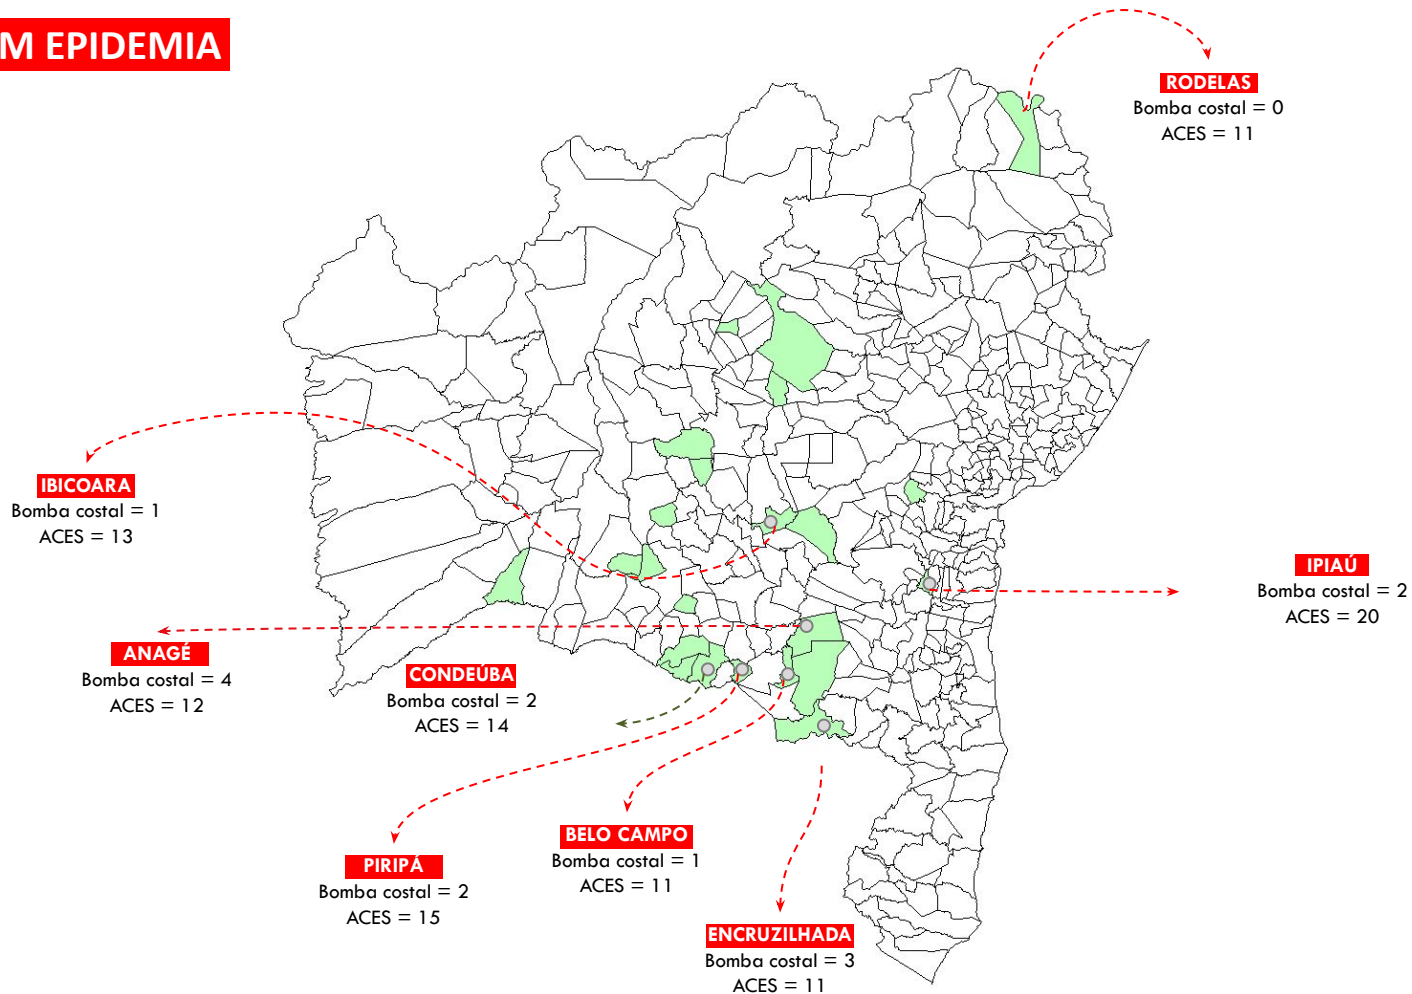 M EPIDEMIA
RODELAS
Bomba costal = 0
ACES = 11
IBICOARA
Bomba costal = 1
ACES = 13
IPIAÚ
Bomba costal = 2
ACES = 20
ANAGÉ
Bomba costal = 4
ACES = 12
CONDEÚBA
Bomba costal = 2
ACES = 14
BELO CAMPO
Bomba costal = 1
ACES = 11
PIRIPÁ
Bomba costal = 2
ACES = 15
ENCRUZILHADA
Bomba costal = 3
ACES = 11